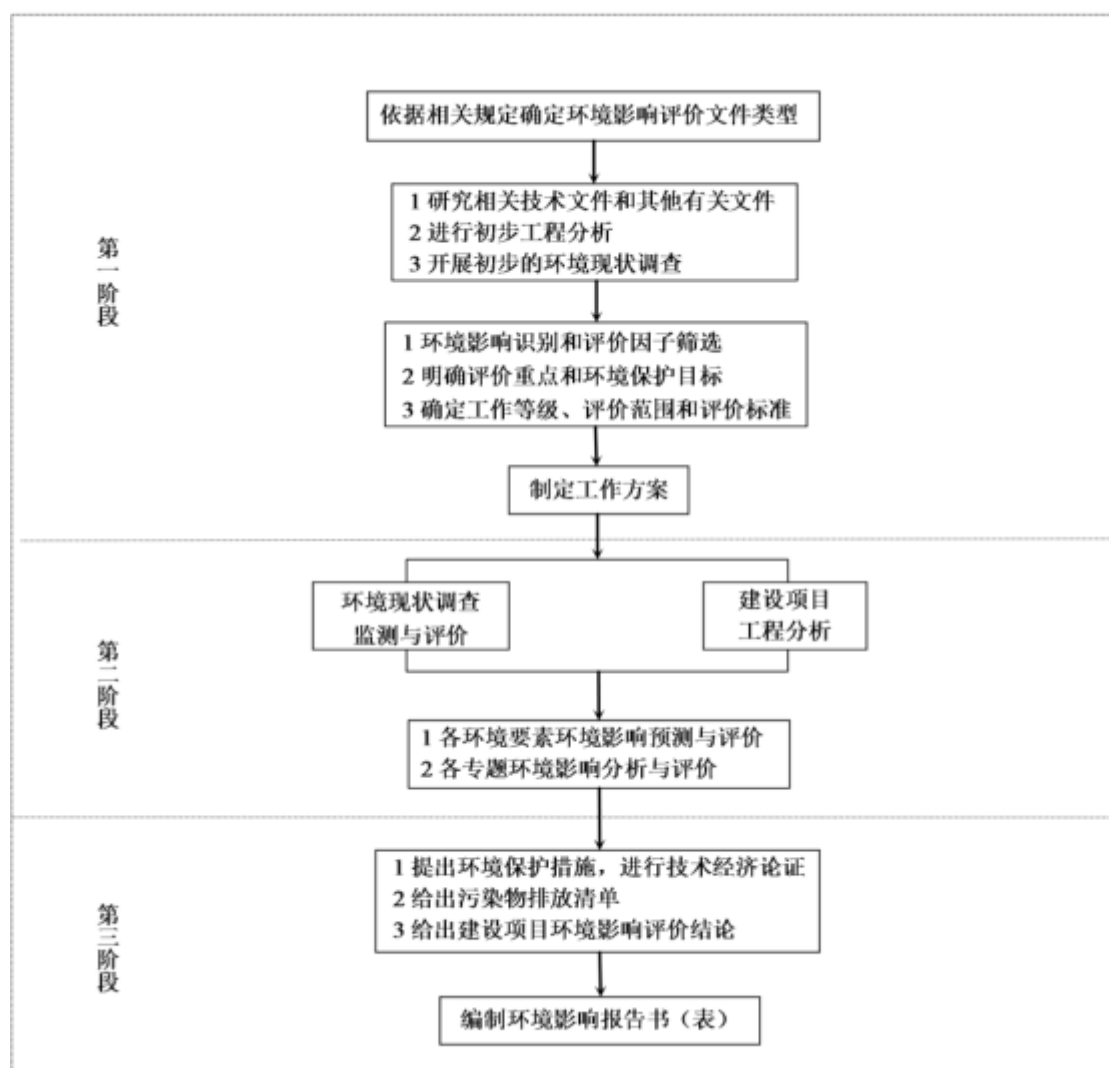 依据相关规定确定环境影响评价文件类型
1 研究相关技术文件和其他有关文件
2 进行初步工程分析
3 开展初步的环境现状调查
第一阶段
1 环境影响识别和评价因子筛选
2 明确评价重点和环境保护目标
3 确定工作等级、评价范围和评价标准
制定工作方案
环境现状调查
监测与评价
建设项目
工程分析
第二阶段
1 各环境要素环境影响预测与评价
2 各专题环境影响分析与评价
1 提出环境保护措施，进行技术经济论证
2 给出污染物排放清单
3 给出建设项目环境影响评价结论
第三阶段
编制环境影响报告书（表）